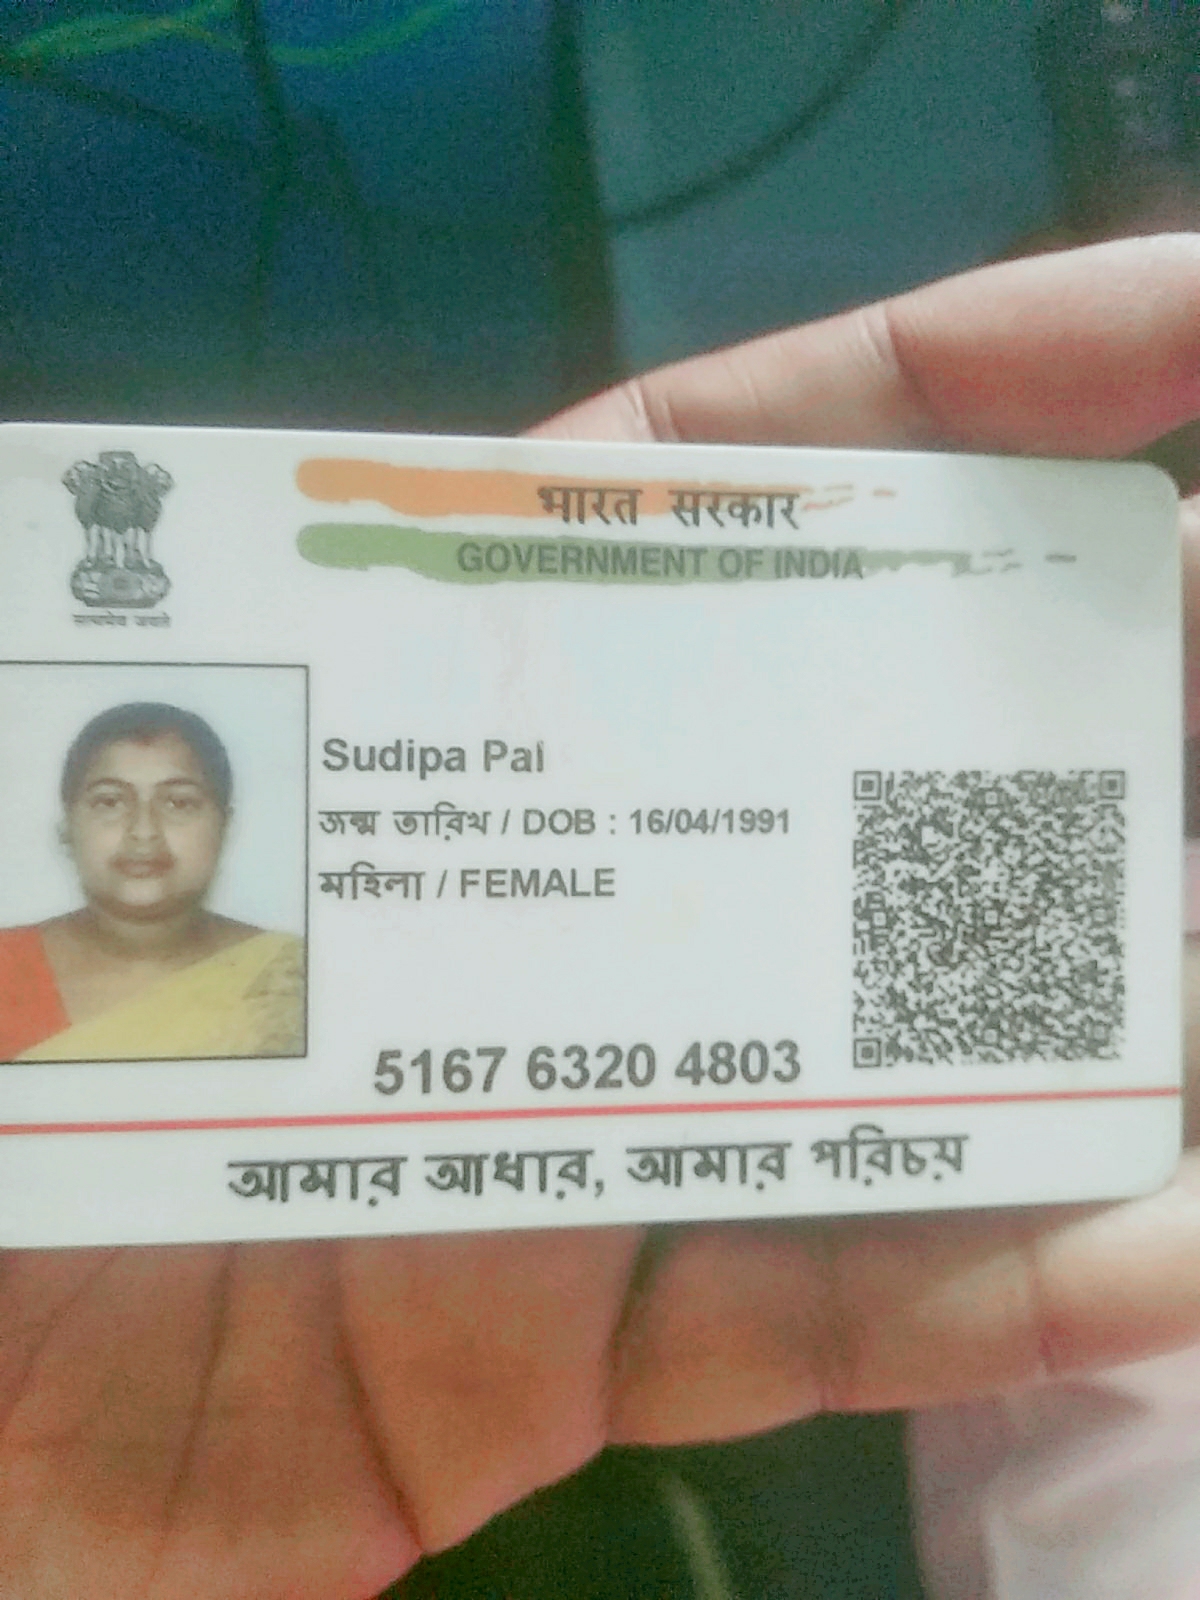 भारत सरकार
GOVERNMENT OF INDIA
सत्यमेव जयते
Sudipa Pal
জন্ম তারিখ / DOB : 16/04/1991
মহিলা / FEMALE
5167 6320 4803
আমার আধার, আমার পরিচয়